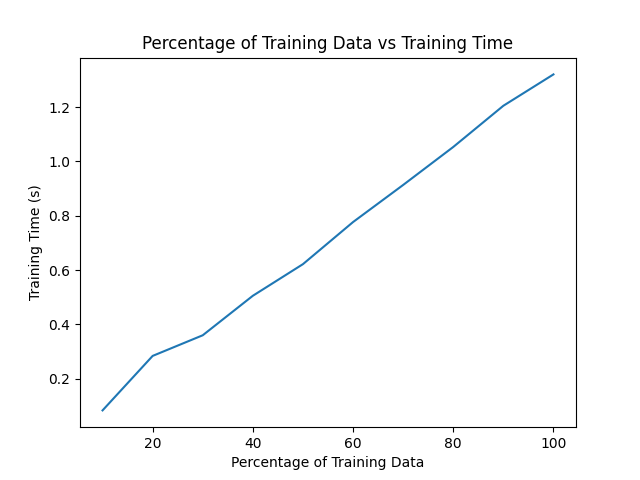 Percentage of Training Data vs Training Time
1.2
1.0
0.8
0.6
0.4
0.2
Training Time (s)
20 40 60 80 100
Percentage of Training Data